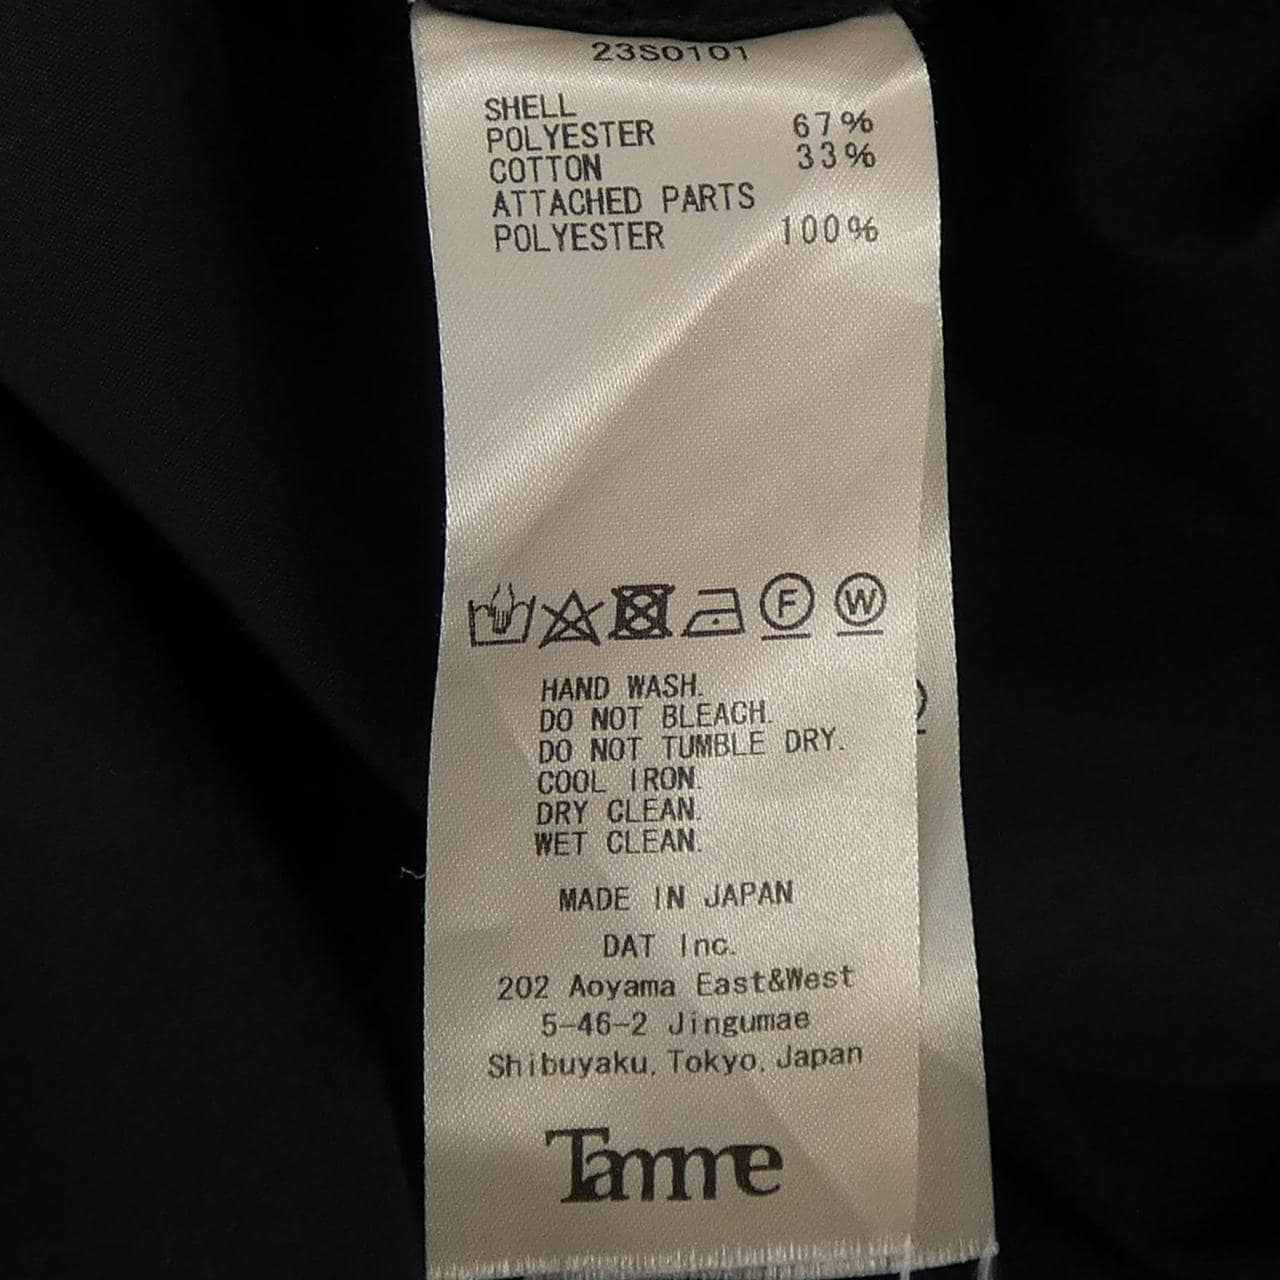 23S0101
SHELL
POLYESTER 67%
COTTON 33%
ATTACHED PARTS
POLYESTER 100%
F W
HAND WASH.
DO NOT BLEACH.
DO NOT TUMBLE DRY.
COOL IRON.
DRY CLEAN.
WET CLEAN.
MADE IN JAPAN
DAT Inc.
202 Aoyama East&West
5-46-2 Jingumae
Shibuyaku, Tokyo, Japan
Tamme